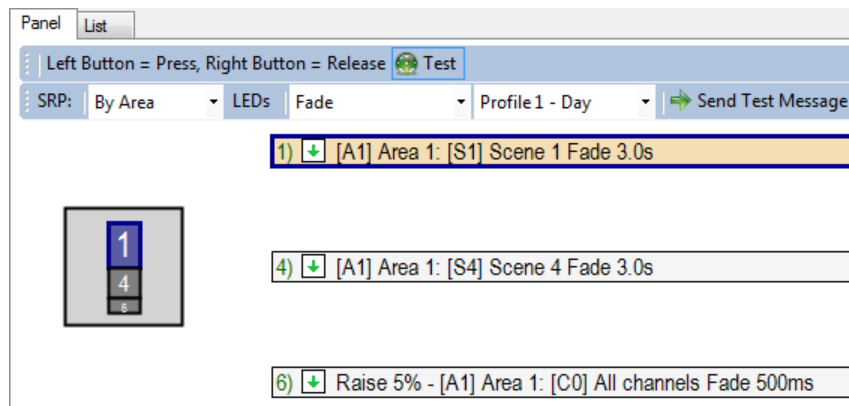 Panel List
Left Button = Press, Right Button = Release Test
SRP: By Area LEDs Fade Profile 1 - Day Send Test Message
1) [A1] Area 1: [S1] Scene 1 Fade 3.0s
1
4) [A1] Area 1: [S4] Scene 4 Fade 3.0s
4
6
6) Raise 5% - [A1] Area 1: [C0] All channels Fade 500ms